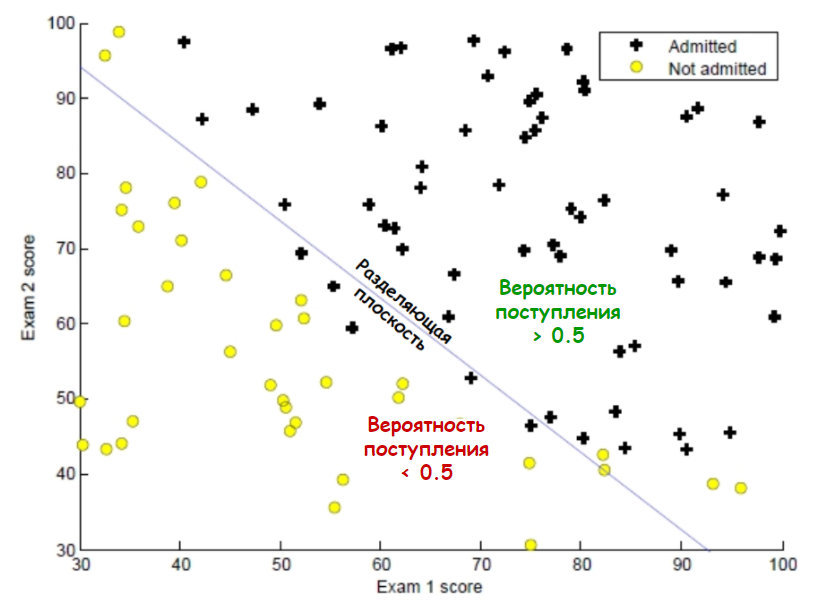 100
90
80
70
60
50
40
30
30
40
50
60
70
80
90
100
Exam 2 score
Exam 1 score
Admitted
Not admitted
Разделяющая
плоскость
Вероятность
поступления
> 0.5
Вероятность
поступления
< 0.5